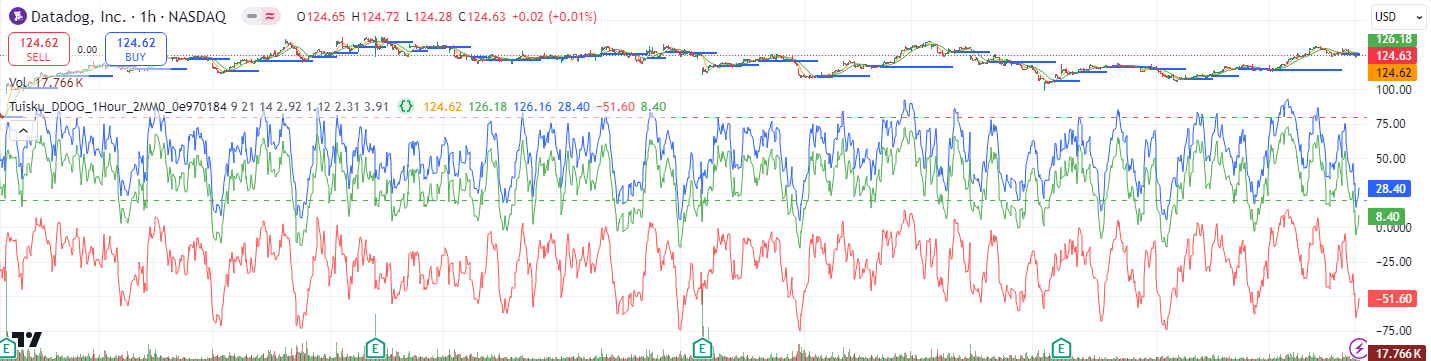 Datadog, Inc. · 1h · NASDAQ O124.65 H124.72 L124.28 C124.63 +0.02 (+0.01%)
USD
124.62 SELL
0.00
124.62 BUY
126.18
124.63
124.62
Vol 17.766 K
100.00
Tuisku_DDOG_1Hour_2MM0_0e970184 9 21 14 2.92 1.12 2.31 3.91 {} 124.62 126.18 126.16 28.40 −51.60 8.40
75.00
50.00
28.40
8.40
0.0000
−25.00
−51.60
−75.00
E E E E
17.766 K